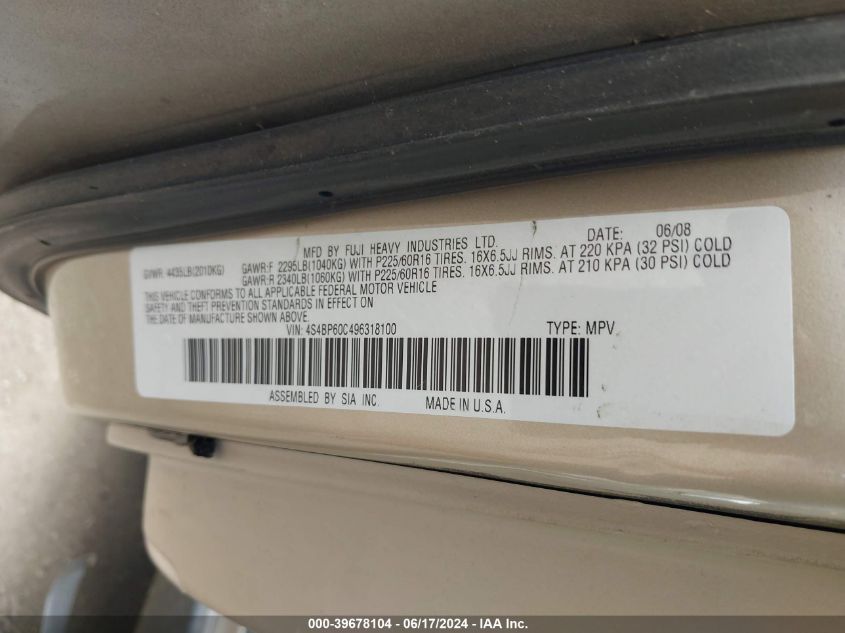 MFD BY FUJI HEAVY INDUSTRIES LTD. DATE: 06/08
GVWR: 4435LB(2010KG) GAWR:F 2295LB(1040KG) WITH P225/60R16 TIRES. 16X6.5JJ RIMS. AT 220 KPA (32 PSI) COLD
GAWR:R 2340LB(1060KG) WITH P225/60R16 TIRES. 16X6.5JJ RIMS. AT 210 KPA (30 PSI) COLD
THIS VEHICLE CONFORMS TO ALL APPLICABLE FEDERAL MOTOR VEHICLE
SAFETY AND THEFT PREVENTION STANDARDS IN EFFECT ON
THE DATE OF MANUFACTURE SHOWN ABOVE.
VIN: 4S4BP60C496318100 TYPE: MPV
ASSEMBLED BY SIA INC. MADE IN U.S.A.
000-39678104 - 06/17/2024 - IAA Inc.